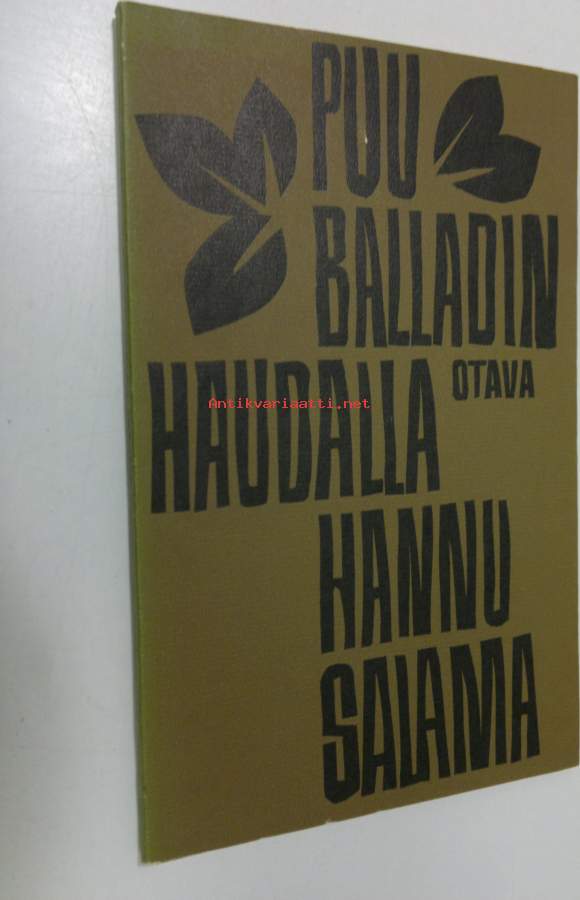 PUU
BALLADIN
HAUDALLA
OTAVA
Antikvariaatti.net
HANNU
SALAMA